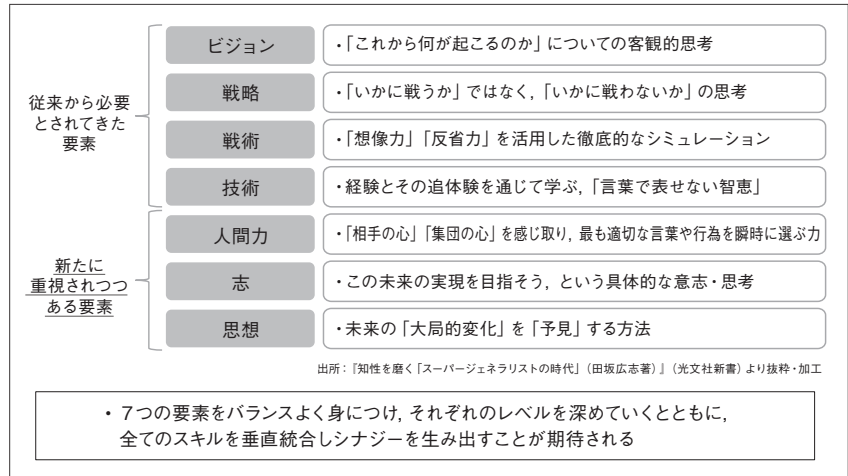 従来から必要
とされてきた
要素
ビジョン
・「これから何が起こるのか」についての客観的思考
戦略
・「いかに戦うか」ではなく，「いかに戦わないか」の思考
戦術
・「想像力」「反省力」を活用した徹底的なシミュレーション
技術
・経験とその追体験を通じて学ぶ，「言葉で表せない智恵」
新たに
重視されつつ
ある要素
人間力
・「相手の心」「集団の心」を感じ取り，最も適切な言葉や行為を瞬時に選ぶ力
志
・この未来の実現を目指そう，という具体的な意志・思考
思想
・未来の「大局的変化」を「予見」する方法
出所：『知性を磨く「スーパージェネラリストの時代」（田坂広志著）』（光文社新書）より抜粋・加工
・７つの要素をバランスよく身につけ，それぞれのレベルを深めていくとともに，
全てのスキルを垂直統合しシナジーを生み出すことが期待される